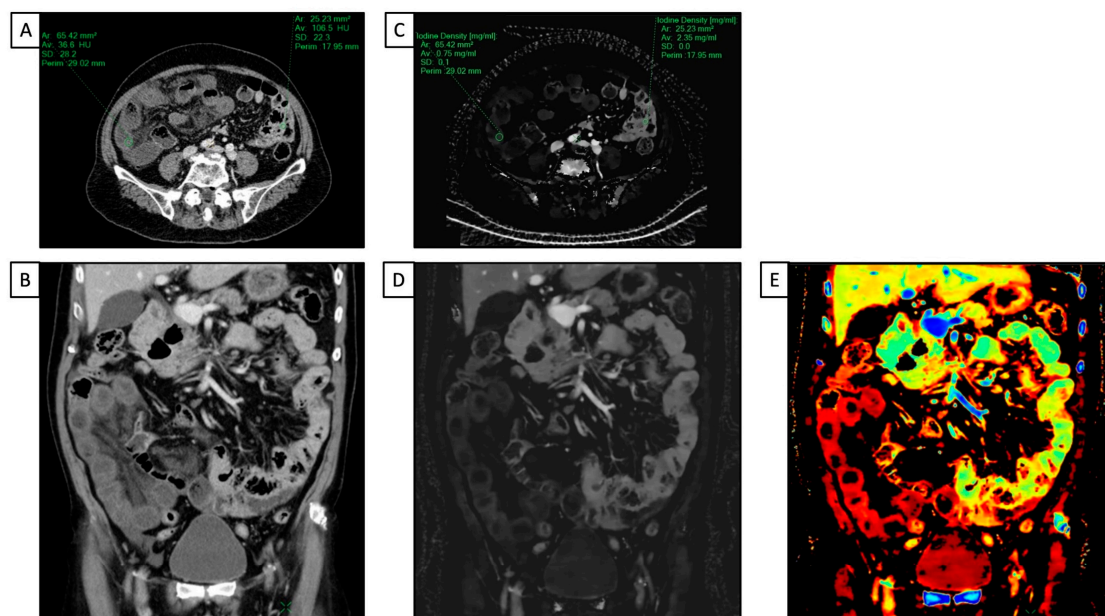 A
Ar 65.42 mm²
Av 36.6 HU
SD 28.2
Perim 29.02 mm
Ar 25.23 mm²
Av 106.5 HU
SD 22.3
Perim 17.95 mm
C
Iodine Density [mg/ml]
Ar: 65.42 mm²
Av: 0.75 mg/ml
SD: 0.1
Perim: 29.02 mm
Iodine Density [mg/ml]
Ar: 25.23 mm²
Av: 2.35 mg/ml
SD: 0.0
Perim: 17.95 mm
B
D
E